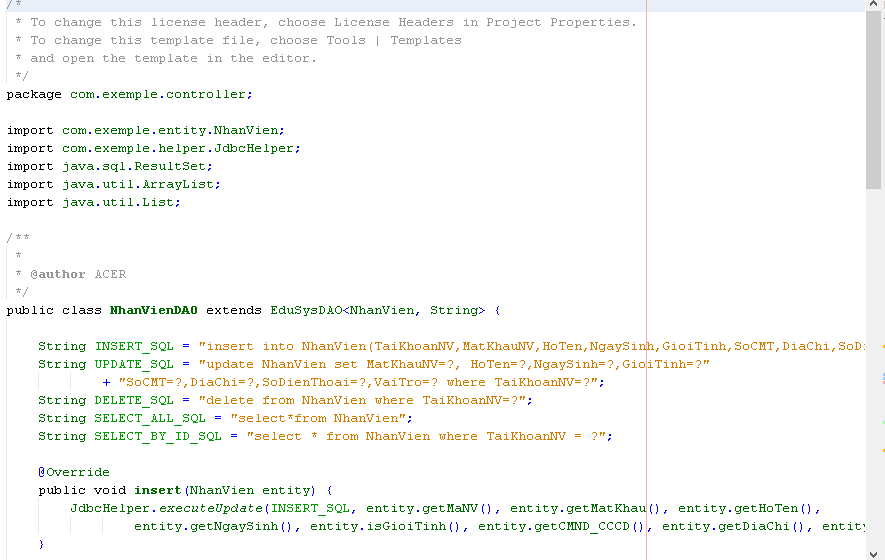 /*
 * To change this license header, choose License Headers in Project Properties.
 * To change this template file, choose Tools | Templates
 * and open the template in the editor.
 */
package com.exemple.controller;

import com.exemple.entity.NhanVien;
import com.exemple.helper.JdbcHelper;
import java.sql.ResultSet;
import java.util.ArrayList;
import java.util.List;

/**
 *
 * @author ACER
 */
public class NhanVienDAO extends EduSysDAO<NhanVien, String> {

    String INSERT_SQL = "insert into NhanVien(TaiKhoanNV,MatKhauNV,HoTen,NgaySinh,GioiTinh,SoCMT,DiaChi,SoDi
    String UPDATE_SQL = "update NhanVien set MatKhauNV=?, HoTen=?,NgaySinh=?,GioiTinh=?"
            + "SoCMT=?,DiaChi=?,SoDienThoai=?,VaiTro=? where TaiKhoanNV=?";
    String DELETE_SQL = "delete from NhanVien where TaiKhoanNV=?";
    String SELECT_ALL_SQL = "select*from NhanVien";
    String SELECT_BY_ID_SQL = "select * from NhanVien where TaiKhoanNV = ?";

    @Override
    public void insert(NhanVien entity) {
        JdbcHelper.executeUpdate(INSERT_SQL, entity.getMaNV(), entity.getMatKhau(), entity.getHoTen(),
                entity.getNgaySinh(), entity.isGioiTinh(), entity.getCMND_CCCD(), entity.getDiaChi(), entity
    }